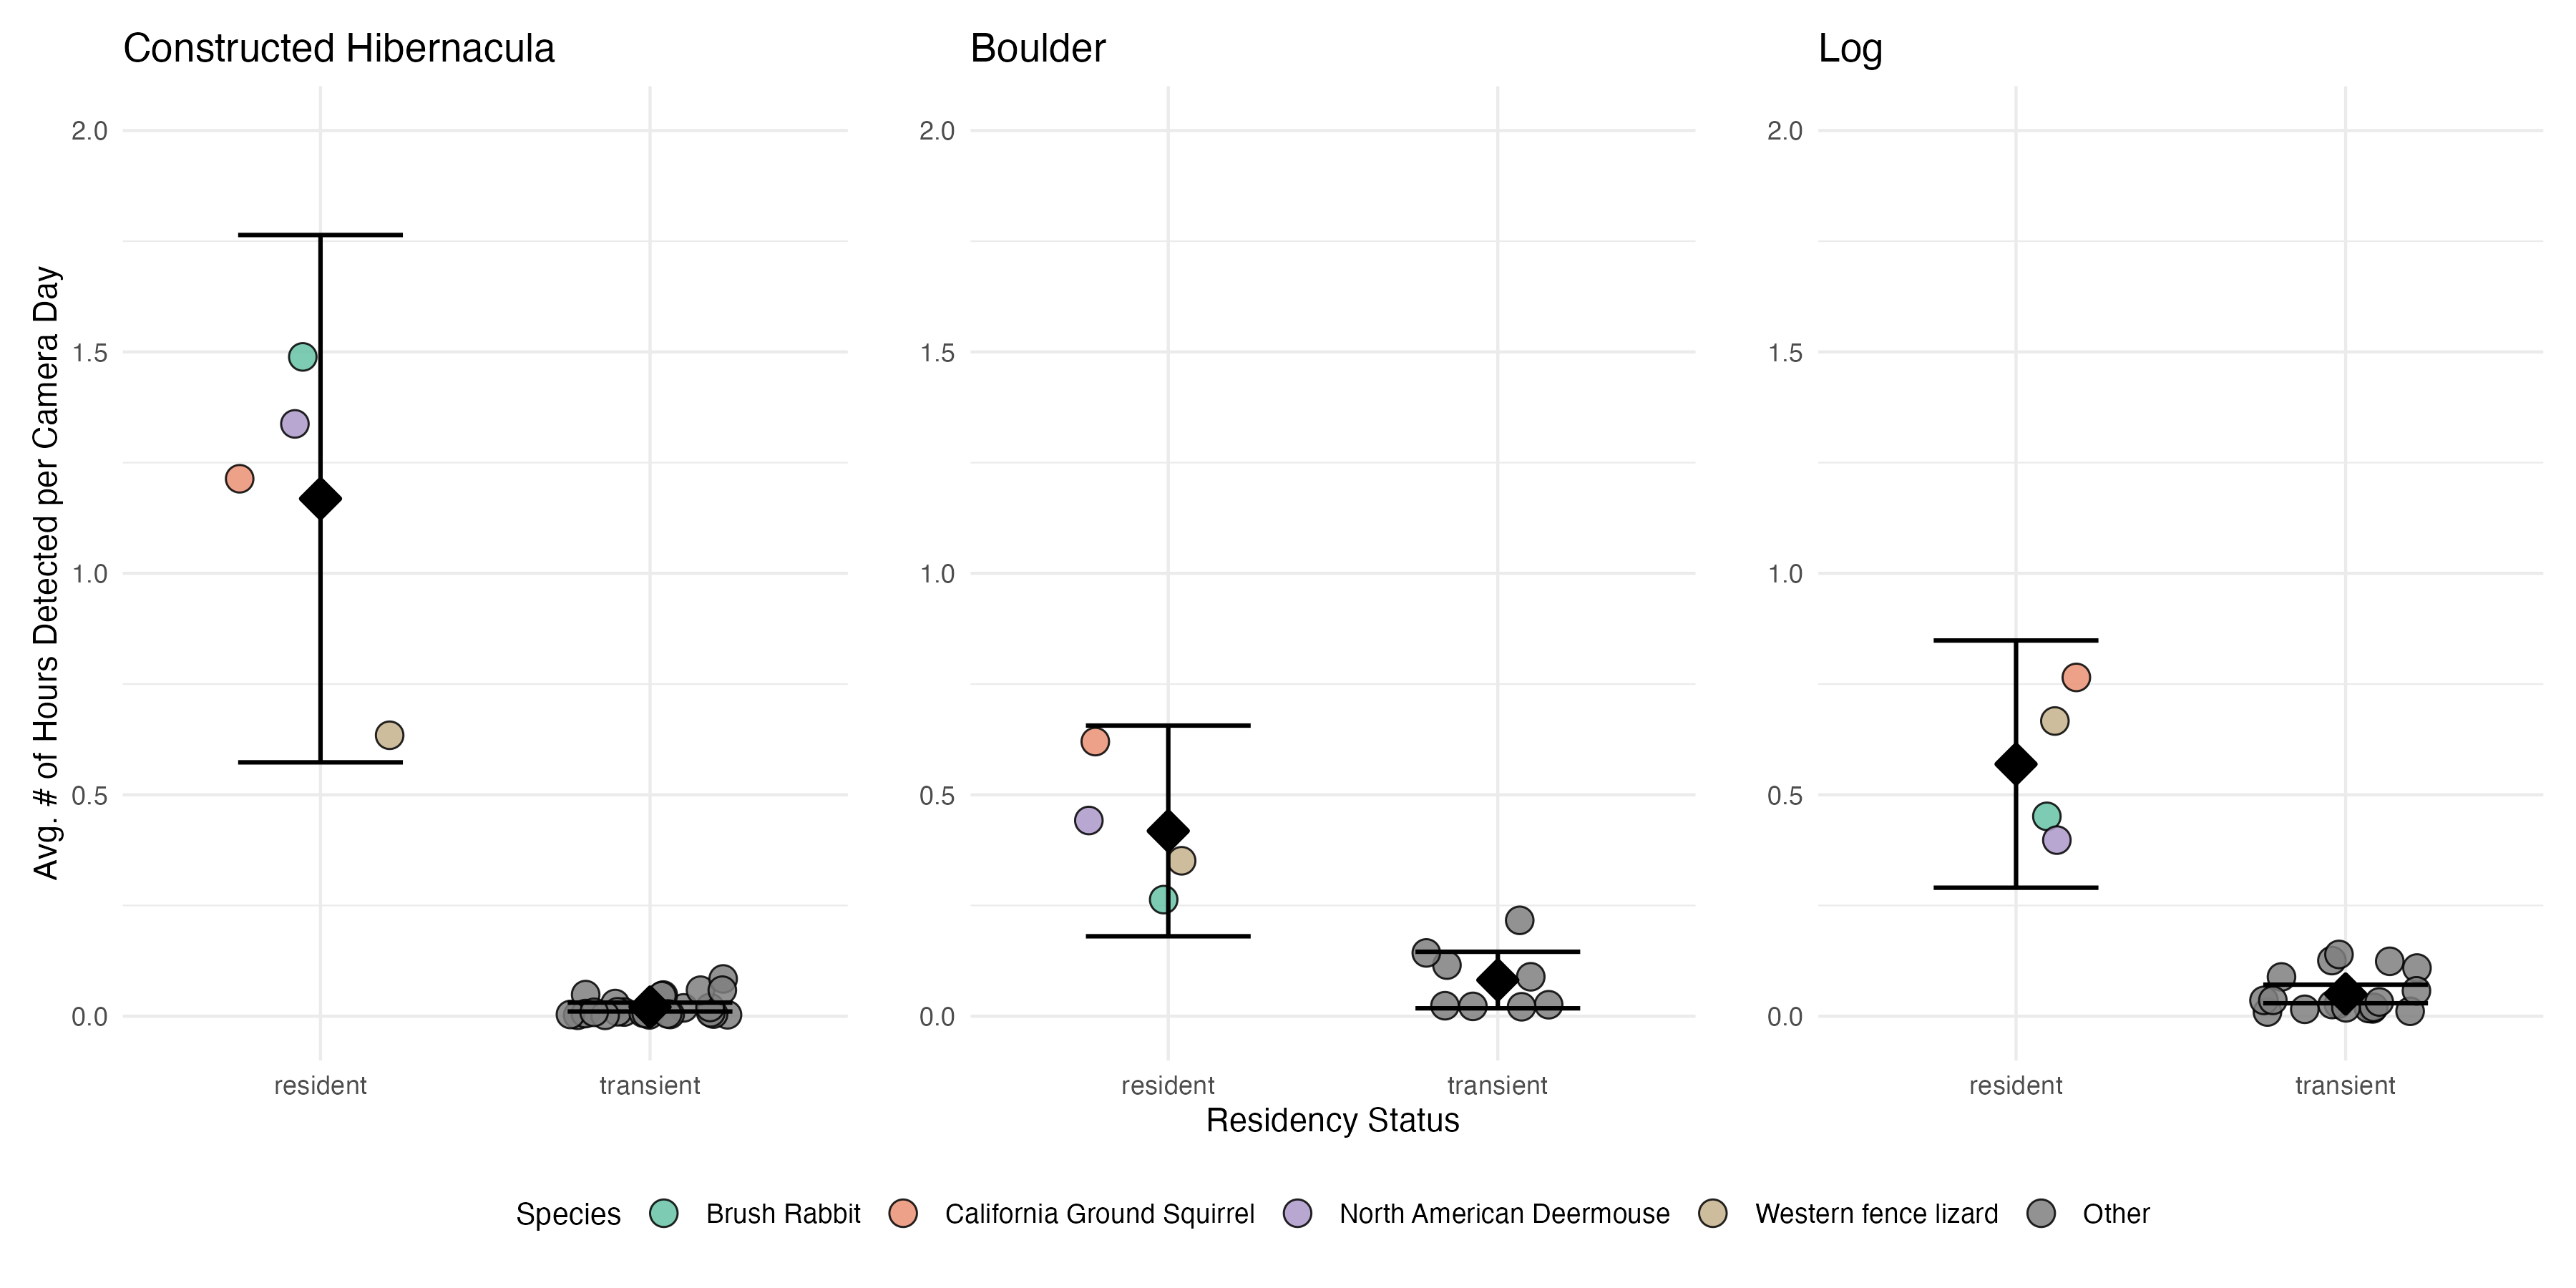 Constructed Hibernacula
Boulder
Log
Avg. # of Hours Detected per Camera Day
2.0
1.5
1.0
0.5
0.0
2.0
1.5
1.0
0.5
0.0
2.0
1.5
1.0
0.5
0.0
resident transient
resident transient
resident transient
Residency Status
Species Brush Rabbit California Ground Squirrel North American Deermouse Western fence lizard Other